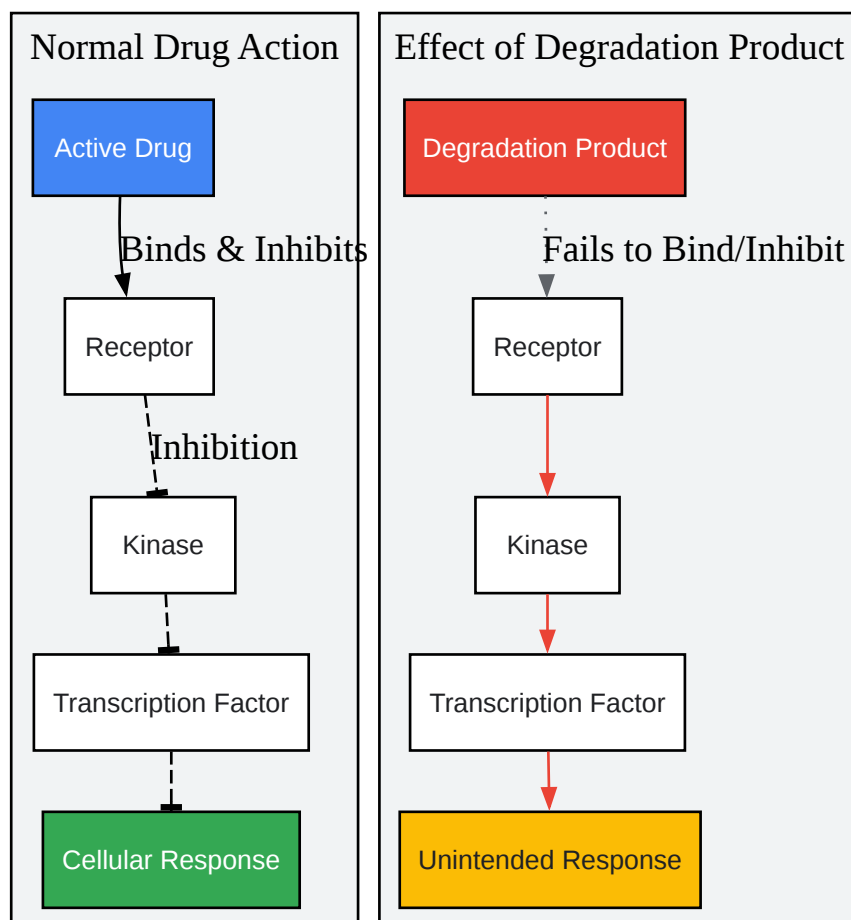 Normal Drug Action
Active Drug
Binds & Inhibits
Receptor
Inhibition
Kinase
Transcription Factor
Cellular Response
Effect of Degradation Product
Degradation Product
Fails to Bind/Inhibit
Receptor
Kinase
Transcription Factor
Unintended Response